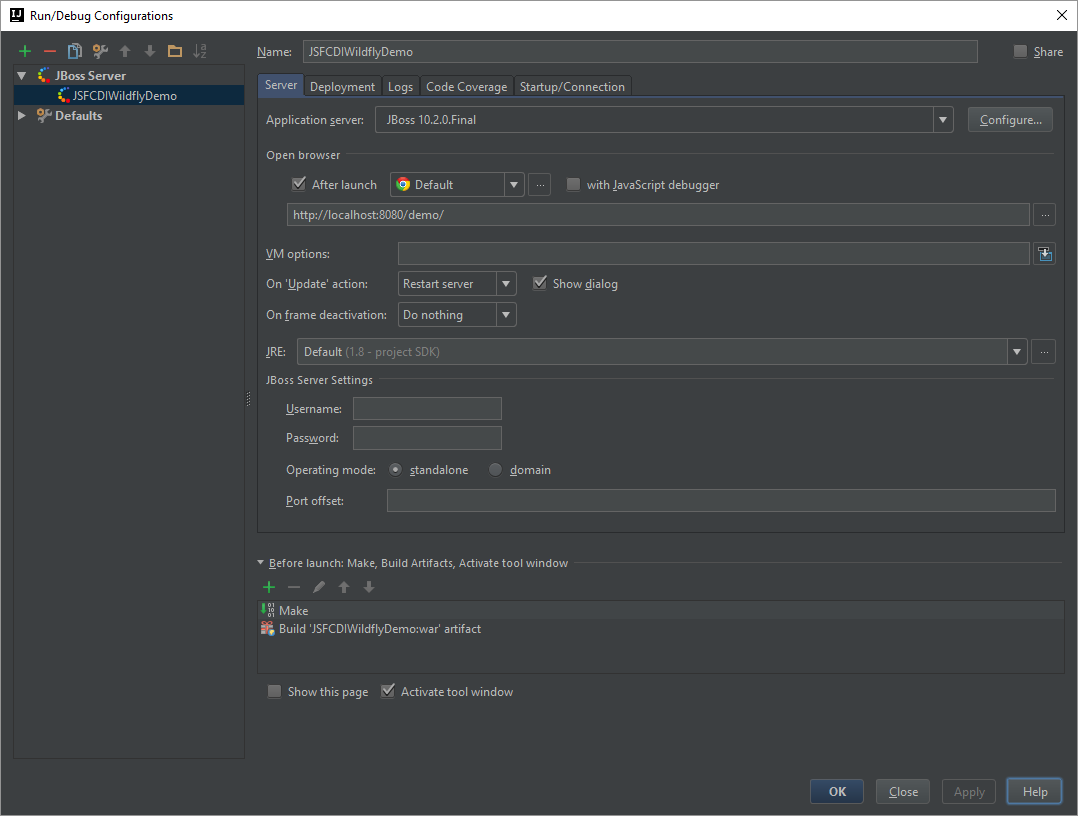 Run/Debug Configurations
Name: JSFCDIWildflyDemo Share
JBoss Server
JSFCDIWildflyDemo
Defaults
Server Deployment Logs Code Coverage Startup/Connection
Application server: JBoss 10.2.0.Final Configure...
Open browser
After launch Default ... with JavaScript debugger
http://localhost:8080/demo/ ...
VM options:
On 'Update' action: Restart server Show dialog
On frame deactivation: Do nothing
JRE: Default (1.8 - project SDK) ...
JBoss Server Settings
Username:
Password:
Operating mode: standalone domain
Port offset:
Before launch: Make, Build Artifacts, Activate tool window
Make
Build 'JSFCDIWildflyDemo:war' artifact
Show this page Activate tool window
OK Close Apply Help